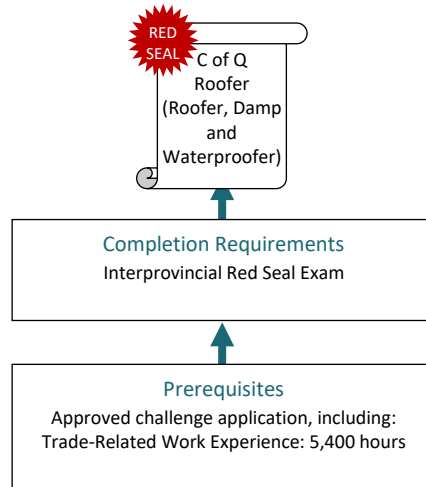 RED
SEAL
C of Q
Roofer
(Roofer, Damp
and
Waterproofer)
Completion Requirements
Interprovincial Red Seal Exam
Prerequisites
Approved challenge application, including:
Trade-Related Work Experience: 5,400 hours